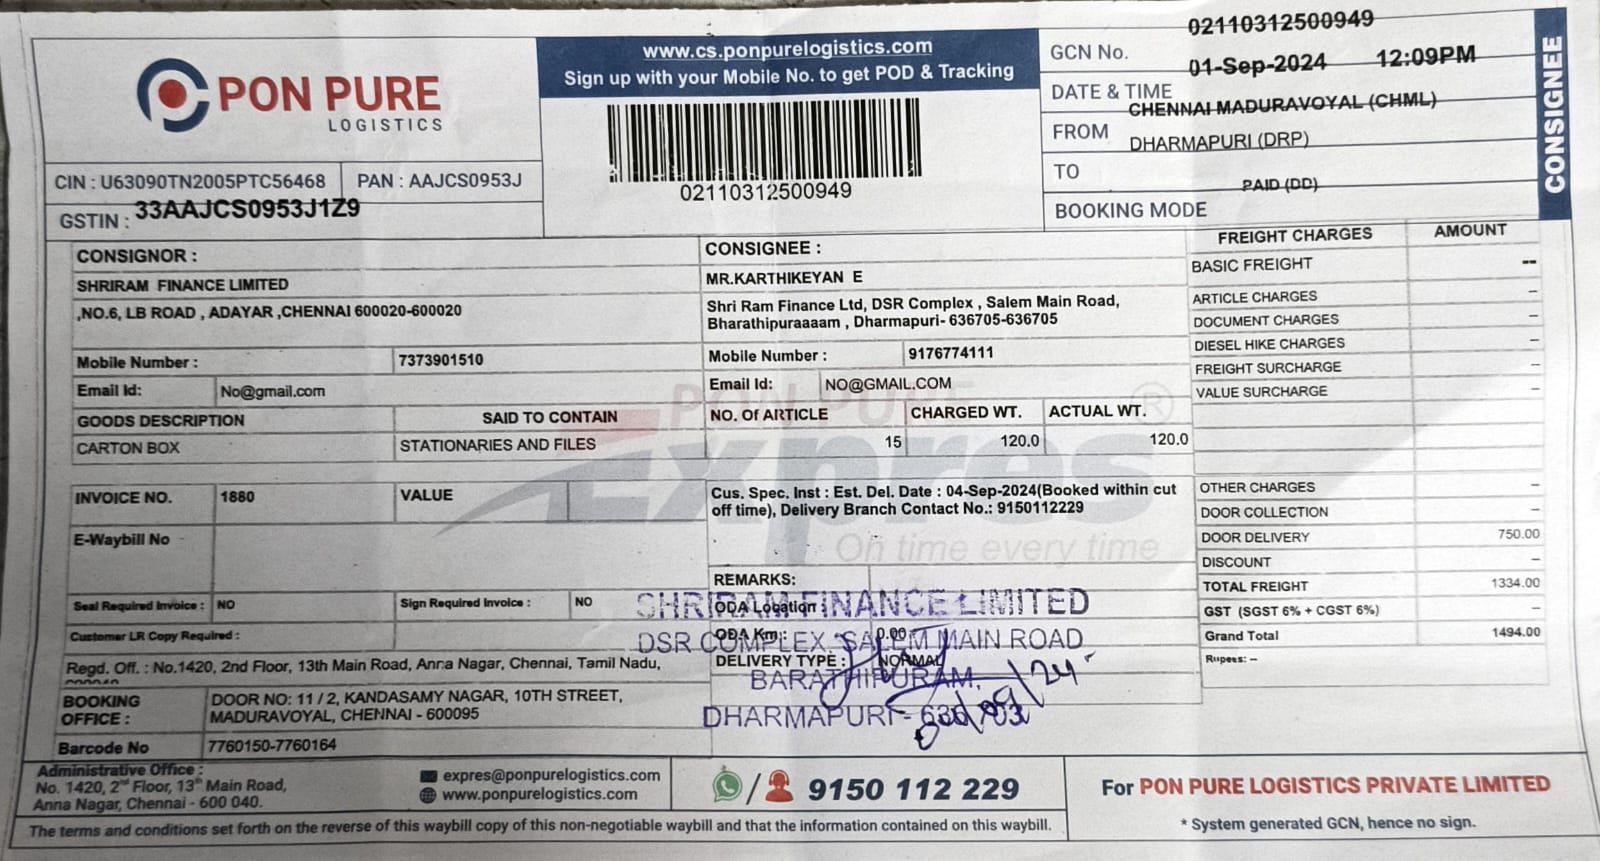 PON PURE
LOGISTICS
CIN : U63090TN2005PTC56468
PAN : AAJCS0953J
GSTIN : 33AAJCS0953J1Z9
www.cs.ponpurelogistics.com
Sign up with your Mobile No. to get POD & Tracking
02110312500949
GCN No. 02110312500949
DATE & TIME 01-Sep-2024 12:09PM
FROM CHENNAI MADURAVOYAL (CHML)
TO DHARMAPURI (DRP)
BOOKING MODE PAID (DD)
CONSIGNEE
CONSIGNOR :
SHRIRAM FINANCE LIMITED
,NO.6, LB ROAD , ADAYAR ,CHENNAI 600020-600020
Mobile Number : 7373901510
Email Id: No@gmail.com
CONSIGNEE :
MR.KARTHIKEYAN E
Shri Ram Finance Ltd, DSR Complex , Salem Main Road,
Bharathipuraaaam , Dharmapuri- 636705-636705
Mobile Number : 9176774111
Email Id: NO@GMAIL.COM
GOODS DESCRIPTION SAID TO CONTAIN NO. Of ARTICLE CHARGED WT. ACTUAL WT.
CARTON BOX STATIONARIES AND FILES 15 120.0 120.0
PON PURE
Expres
On time every time
®
INVOICE NO. 1880 VALUE
E-Waybill No
Seal Required Invoice : NO Sign Required Invoice : NO
Customer LR Copy Required :
Cus. Spec. Inst : Est. Del. Date : 04-Sep-2024(Booked within cut
off time), Delivery Branch Contact No.: 9150112229
REMARKS:
ODA Location :
ODA Km : 0.00
DELIVERY TYPE : NORMAL
SHRIRAM FINANCE LIMITED
DSR COMPLEX, SALEM MAIN ROAD
BARATHIPURAM,
DHARMAPURI -
FREIGHT CHARGES AMOUNT
BASIC FREIGHT --
ARTICLE CHARGES –
DOCUMENT CHARGES –
DIESEL HIKE CHARGES –
FREIGHT SURCHARGE –
VALUE SURCHARGE –
OTHER CHARGES –
DOOR COLLECTION –
DOOR DELIVERY 750.00
DISCOUNT –
TOTAL FREIGHT 1334.00
GST (SGST 6% + CGST 6%) –
Grand Total 1494.00
Rupees: –
Regd. Off. : No.1420, 2nd Floor, 13th Main Road, Anna Nagar, Chennai, Tamil Nadu,
BOOKING OFFICE : DOOR NO: 11 / 2, KANDASAMY NAGAR, 10TH STREET,
MADURAVOYAL, CHENNAI - 600095
Barcode No 7760150-7760164
Administrative Office :
No. 1420, 2nd Floor, 13th Main Road,
Anna Nagar, Chennai - 600 040.
expres@ponpurelogistics.com
www.ponpurelogistics.com
/ 9150 112 229
For PON PURE LOGISTICS PRIVATE LIMITED
* System generated GCN, hence no sign.
The terms and conditions set forth on the reverse of this waybill copy of this non-negotiable waybill and that the information contained on this waybill.